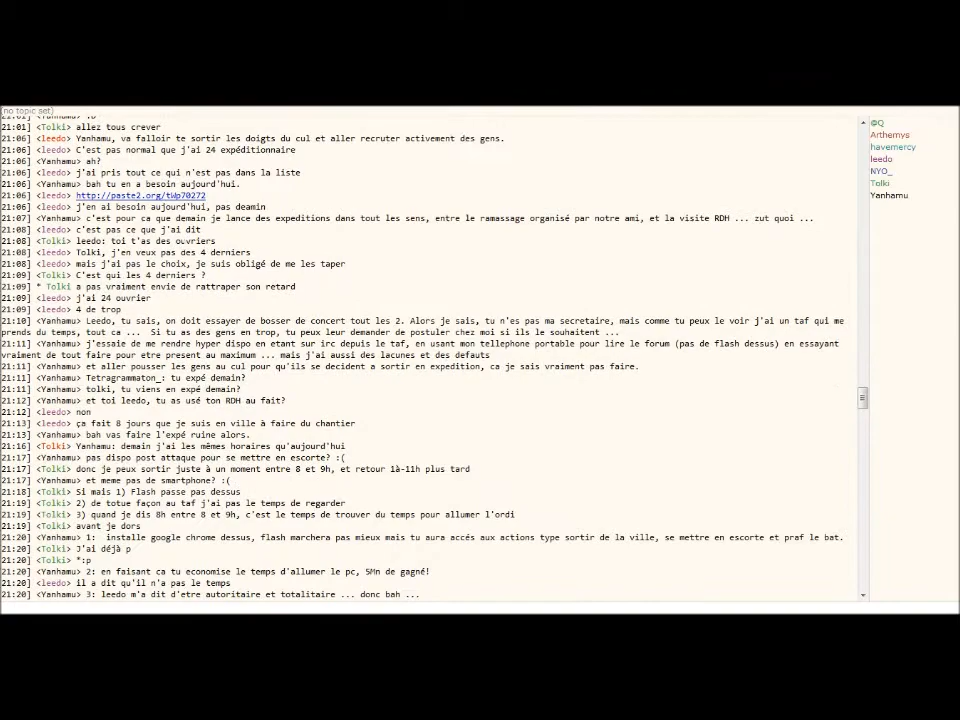 (no topic set)
21:01] <Yanhamu> :D
21:01] <Tolki> allez tous crever
21:06] <leedo> Yanhamu, va falloir te sortir les doigts du cul et aller recruter activement des gens.
21:06] <leedo> C'est pas normal que j'ai 24 expéditionnaire
21:06] <Yanhamu> ah?
21:06] <leedo> j'ai pris tout ce qui n'est pas dans la liste
21:06] <Yanhamu> bah tu en a besoin aujourd'hui.
21:06] <leedo> http://paste2.org/tWp70272
21:06] <leedo> j'en ai besoin aujourd'hui, pas deamin
21:07] <Yanhamu> c'est pour ca que demain je lance des expeditions dans tout les sens, entre le ramassage organisé par notre ami, et la visite RDH ... zut quoi ...
21:08] <leedo> c'est pas ce que j'ai dit
21:08] <Tolki> leedo: toi t'as des ouvriers
21:08] <leedo> Tolki, j'en veux pas des 4 derniers
21:08] <leedo> mais j'ai pas le choix, je suis obligé de me les taper
21:09] <Tolki> C'est qui les 4 derniers ?
21:09] * Tolki a pas vraiment envie de rattraper son retard
21:09] <leedo> j'ai 24 ouvrier
21:09] <leedo> 4 de trop
21:10] <Yanhamu> Leedo, tu sais, on doit essayer de bosser de concert tout les 2. Alors je sais, tu n'es pas ma secretaire, mais comme tu peux le voir j'ai un taf qui me
prends du temps, tout ca ... Si tu as des gens en trop, tu peux leur demander de postuler chez moi si ils le souhaitent ...
21:11] <Yanhamu> j'essaie de me rendre hyper dispo en etant sur irc depuis le taf, en usant mon tellephone portable pour lire le forum (pas de flash dessus) en essayant
vraiment de tout faire pour etre present au maximum ... mais j'ai aussi des lacunes et des defauts
21:11] <Yanhamu> et aller pousser les gens au cul pour qu'ils se decident a sortir en expedition, ca je sais vraiment pas faire.
21:11] <Yanhamu> Tetragrammaton_: tu expé demain?
21:11] <Yanhamu> tolki, tu viens en expé demain?
21:12] <Yanhamu> et toi leedo, tu as usé ton RDH au fait?
21:12] <leedo> non
21:13] <leedo> ça fait 8 jours que je suis en ville à faire du chantier
21:13] <Yanhamu> bah vas faire l'expé ruine alors.
21:16] <Tolki> Yanhamu: demain j'ai les mêmes horaires qu'aujourd'hui
21:17] <Yanhamu> pas dispo post attaque pour se mettre en escorte? :(
21:17] <Tolki> donc je peux sortir juste à un moment entre 8 et 9h, et retour 1à-11h plus tard
21:17] <Yanhamu> et meme pas de smartphone? :(
21:18] <Tolki> Si mais 1) Flash passe pas dessus
21:19] <Tolki> 2) de totue façon au taf j'ai pas le temps de regarder
21:19] <Tolki> 3) quand je dis 8h entre 8 et 9h, c'est le temps de trouver du temps pour allumer l'ordi
21:19] <Tolki> avant je dors
21:20] <Yanhamu> 1: installe google chrome dessus, flash marchera pas mieux mais tu aura accés aux actions type sortir de la ville, se mettre en escorte et praf le bat.
21:20] <Tolki> J'ai déjà p
21:20] <Tolki> *:p
21:20] <Yanhamu> 2: en faisant ca tu economise le temps d'allumer le pc, 5Mn de gagné!
21:20] <leedo> il a dit qu'il n'a pas le temps
21:20] <Yanhamu> 3: leedo m'a dit d'etre autoritaire et totalitaire ... donc bah ...
@Q
Arthemys
havemercy
leedo
NYO_
Tolki
Yanhamu